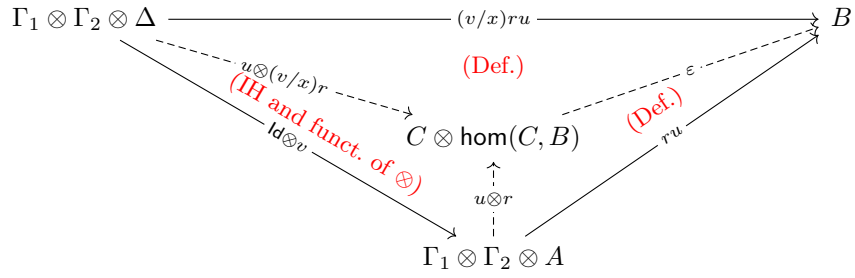 Γ₁ ⊗ Γ₂ ⊗ Δ (v/x)ru B
(Def.)
u⊗(v/x)r ε
(IH and funct. of ⊗) (Def.)
Id⊗v C ⊗ hom(C, B) ru
u⊗r
Γ₁ ⊗ Γ₂ ⊗ A